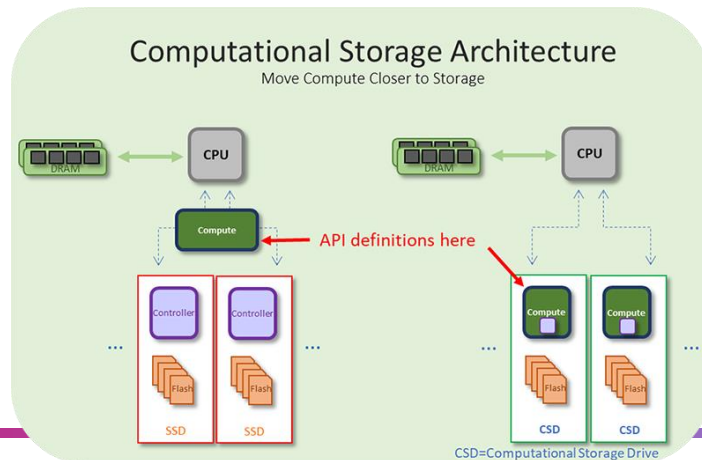 Computational Storage Architecture
Move Compute Closer to Storage
DRAM
CPU
DRAM
CPU
Compute
API definitions here
Controller
Controller
Compute
Compute
...
...
...
...
Flash
Flash
Flash
Flash
SSD
SSD
CSD
CSD
CSD=Computational Storage Drive